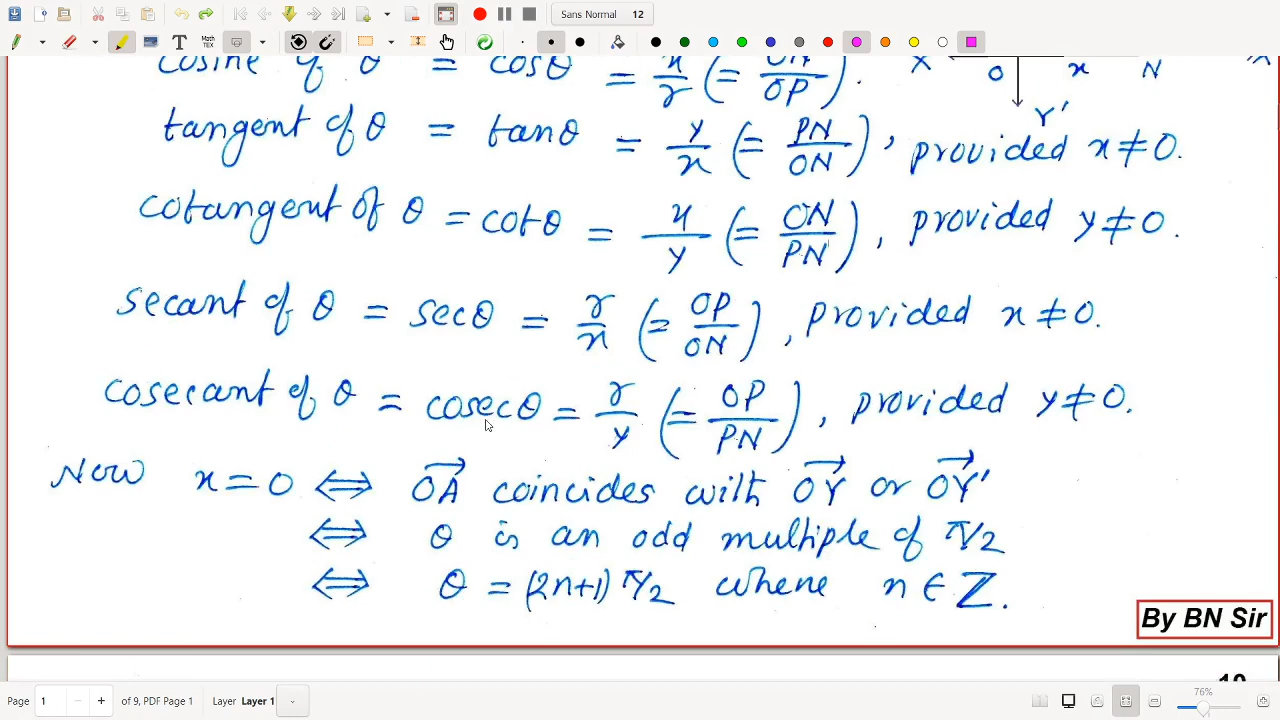 Sans Normal 12
cosine of θ = cosθ = x/r (= ON/OP).
X' O x N X
Y'
tangent of θ = tanθ = y/x (= PN/ON), provided x≠0.
cotangent of θ = cotθ = x/y (= ON/PN), provided y≠0.
secant of θ = secθ = r/x (= OP/ON), provided x≠0.
cosecant of θ = cosecθ = r/y (= OP/PN), provided y≠0.
Now x=0 ⇔ OA→ coincides with OY→ or OY'→
⇔ θ is an odd multiple of π/2
⇔ θ = (2n+1)π/2 where n ∈ ℤ.
By BN Sir
Page 1 of 9, PDF Page 1 Layer Layer 1 76%